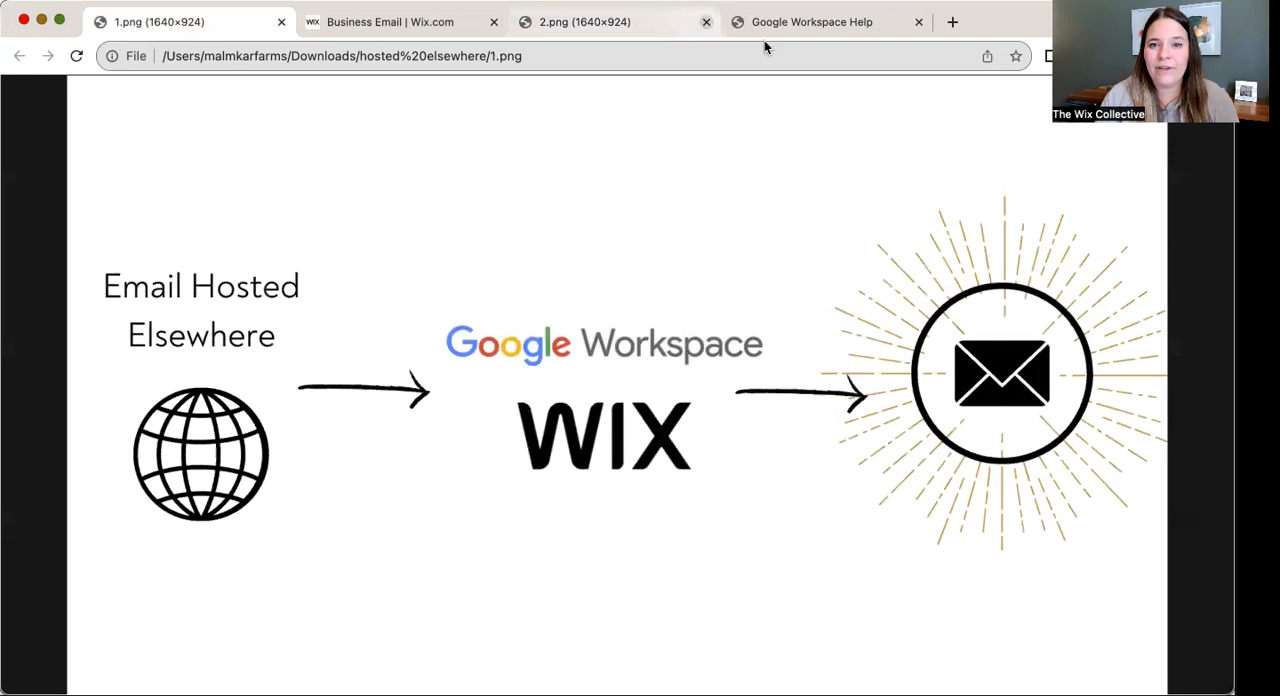 1.png (1640×924)
WIX Business Email | Wix.com
2.png (1640×924)
Google Workspace Help
File
/Users/malmkarfarms/Downloads/hosted%20elsewhere/1.png
The Wix Collective
Email Hosted
Elsewhere
Google Workspace
WIX